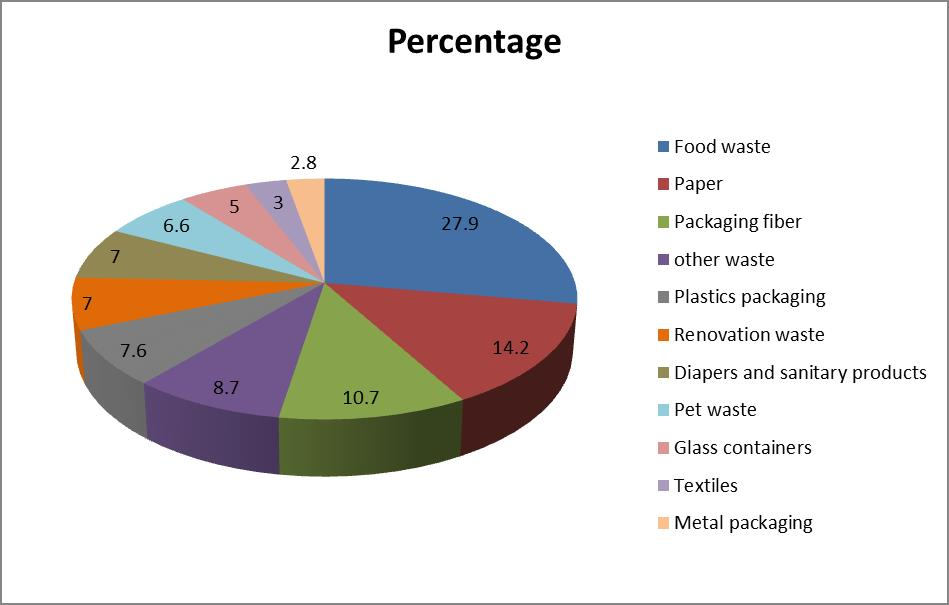 Percentage
2.8
27.9
5
3
6.6
7
7
14.2
7.6
8.7
10.7
Food waste
Paper
Packaging fiber
other waste
Plastics packaging
Renovation waste
Diapers and sanitary products
Pet waste
Glass containers
Textiles
Metal packaging